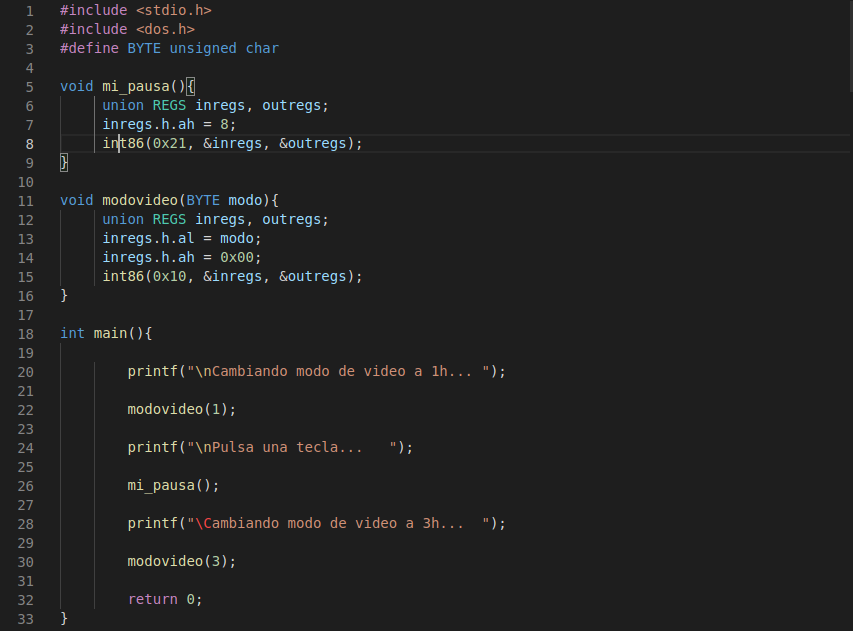 1 #include <stdio.h>
2 #include <dos.h>
3 #define BYTE unsigned char
4
5 void mi_pausa(){
6 union REGS inregs, outregs;
7 inregs.h.ah = 8;
8 int86(0x21, &inregs, &outregs);
9 }
10
11 void modovideo(BYTE modo){
12 union REGS inregs, outregs;
13 inregs.h.al = modo;
14 inregs.h.ah = 0x00;
15 int86(0x10, &inregs, &outregs);
16 }
17
18 int main(){
19
20 printf("\nCambiando modo de video a 1h... ");
21
22 modovideo(1);
23
24 printf("\nPulsa una tecla...   ");
25
26 mi_pausa();
27
28 printf("\Cambiando modo de video a 3h...  ");
29
30 modovideo(3);
31
32 return 0;
33 }